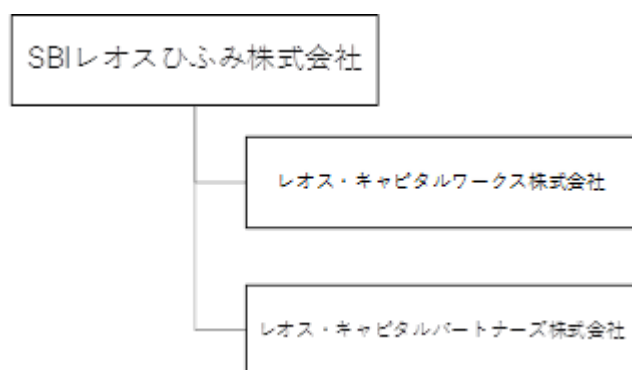 SBIレオスひふみ株式会社
レオス・キャピタルワークス株式会社
レオス・キャピタルパートナーズ株式会社